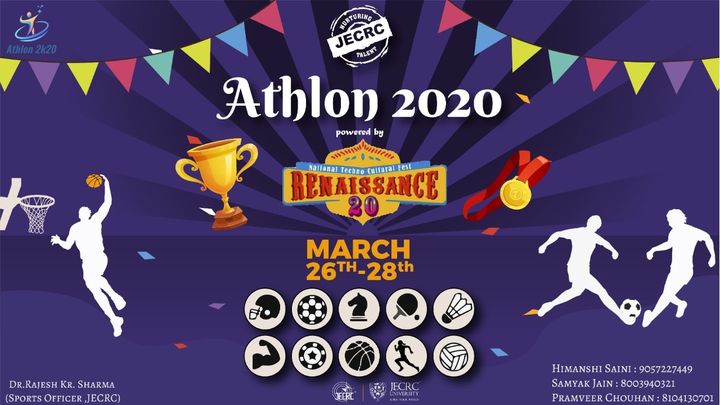 Athlon 2k20
NURTURING
JECRC
TALENT
Athlon 2020
powered by
National Techno Cultural Fest
RENAISSANCE
20
MARCH
26TH-28th
Dr.Rajesh Kr. Sharma
(Sports Officer ,JECRC)
JECRC
JECRC
UNIVERSITY
Himanshi Saini : 9057227449
Samyak Jain : 8003940321
Pramveer Chouhan : 8104130701